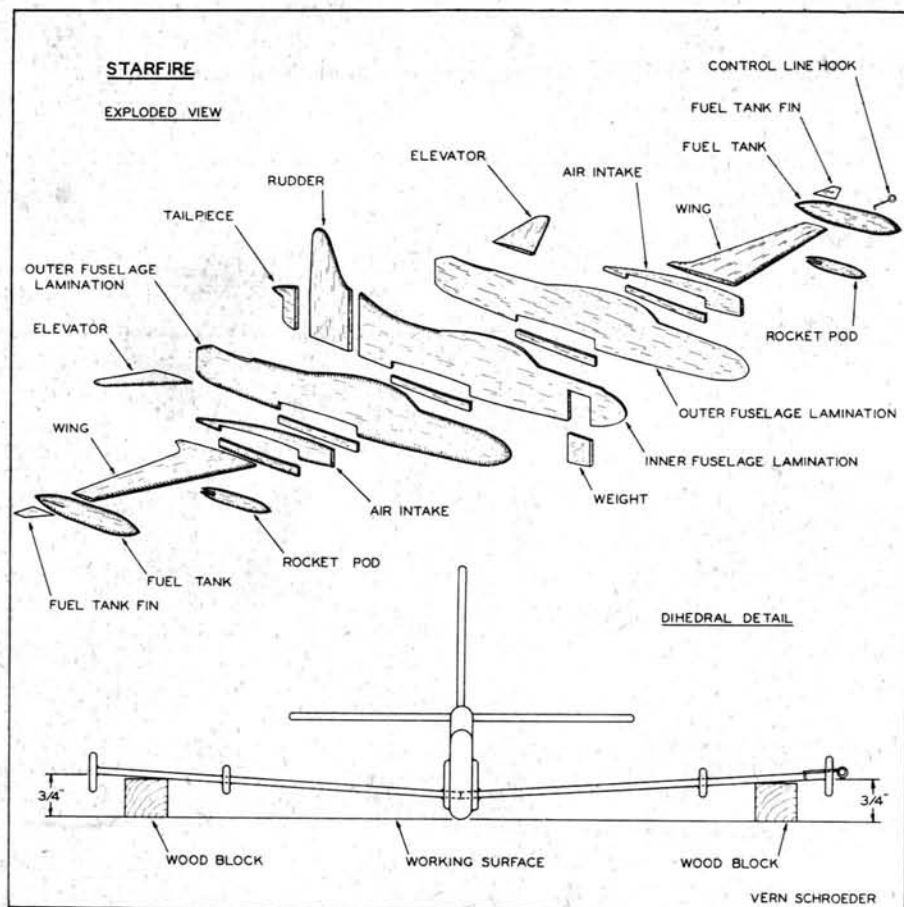 STARFIRE
EXPLODED VIEW
CONTROL LINE HOOK
FUEL TANK FIN
FUEL TANK
ELEVATOR
AIR INTAKE
RUDDER
WING
TAILPIECE
OUTER FUSELAGE
LAMINATION
ELEVATOR
ROCKET POD
OUTER FUSELAGE LAMINATION
WING
INNER FUSELAGE LAMINATION
WEIGHT
AIR INTAKE
ROCKET POD
FUEL TANK
FUEL TANK FIN
DIHEDRAL DETAIL
3/4"
3/4"
WOOD BLOCK
WORKING SURFACE
WOOD BLOCK
VERN SCHROEDER